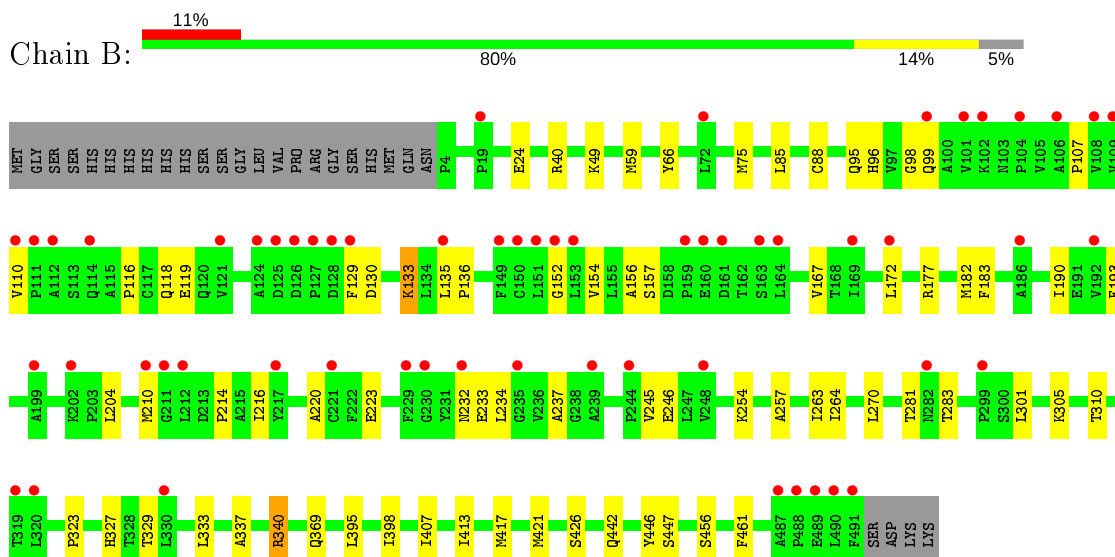 11%
Chain B:
80% 14% 5%
MET GLY SER SER HIS HIS HIS HIS HIS HIS SER SER GLY LEU VAL PRO ARG GLY SER HIS MET GLN ASN P4 P19 E24 R40 K49 M59 Y66 L72 M75 L85 C88 Q95 H96 V97 G98 Q99 A100 V101 K102 N103 P104 V105 A106 P107 V108
V110 P111 A112 S113 Q114 A115 P116 C117 Q118 E119 Q120 V121 A124 D125 D126 P127 D128 F129 D130 K133 L134 L135 P136 F149 C150 L151 G152 L153 V154 L155 A156 S157 D158 P159 E160 D161 T162 S163 L164 V167 T168 I169 L172 R177 M182 F183 A186 I190 E191 V192
A199 K202 P203 L204 M210 G211 L212 D213 P214 A215 I216 Y217 A220 C221 F222 E223 F229 G230 Y231 N232 E233 L234 G235 V236 A237 G238 A239 P244 V245 E246 L247 V248 K254 A257 I263 I264 L270 T281 N282 T283 P299 S300 L301 K305 T310
T319 L320 P323 H327 T328 T329 L330 L333 A337 R340 Q369 L395 I398 I407 I413 M417 M421 S426 Q442 Y446 S447 S456 F461 A487 P488 E489 L490 F491 SER ASP LYS LYS